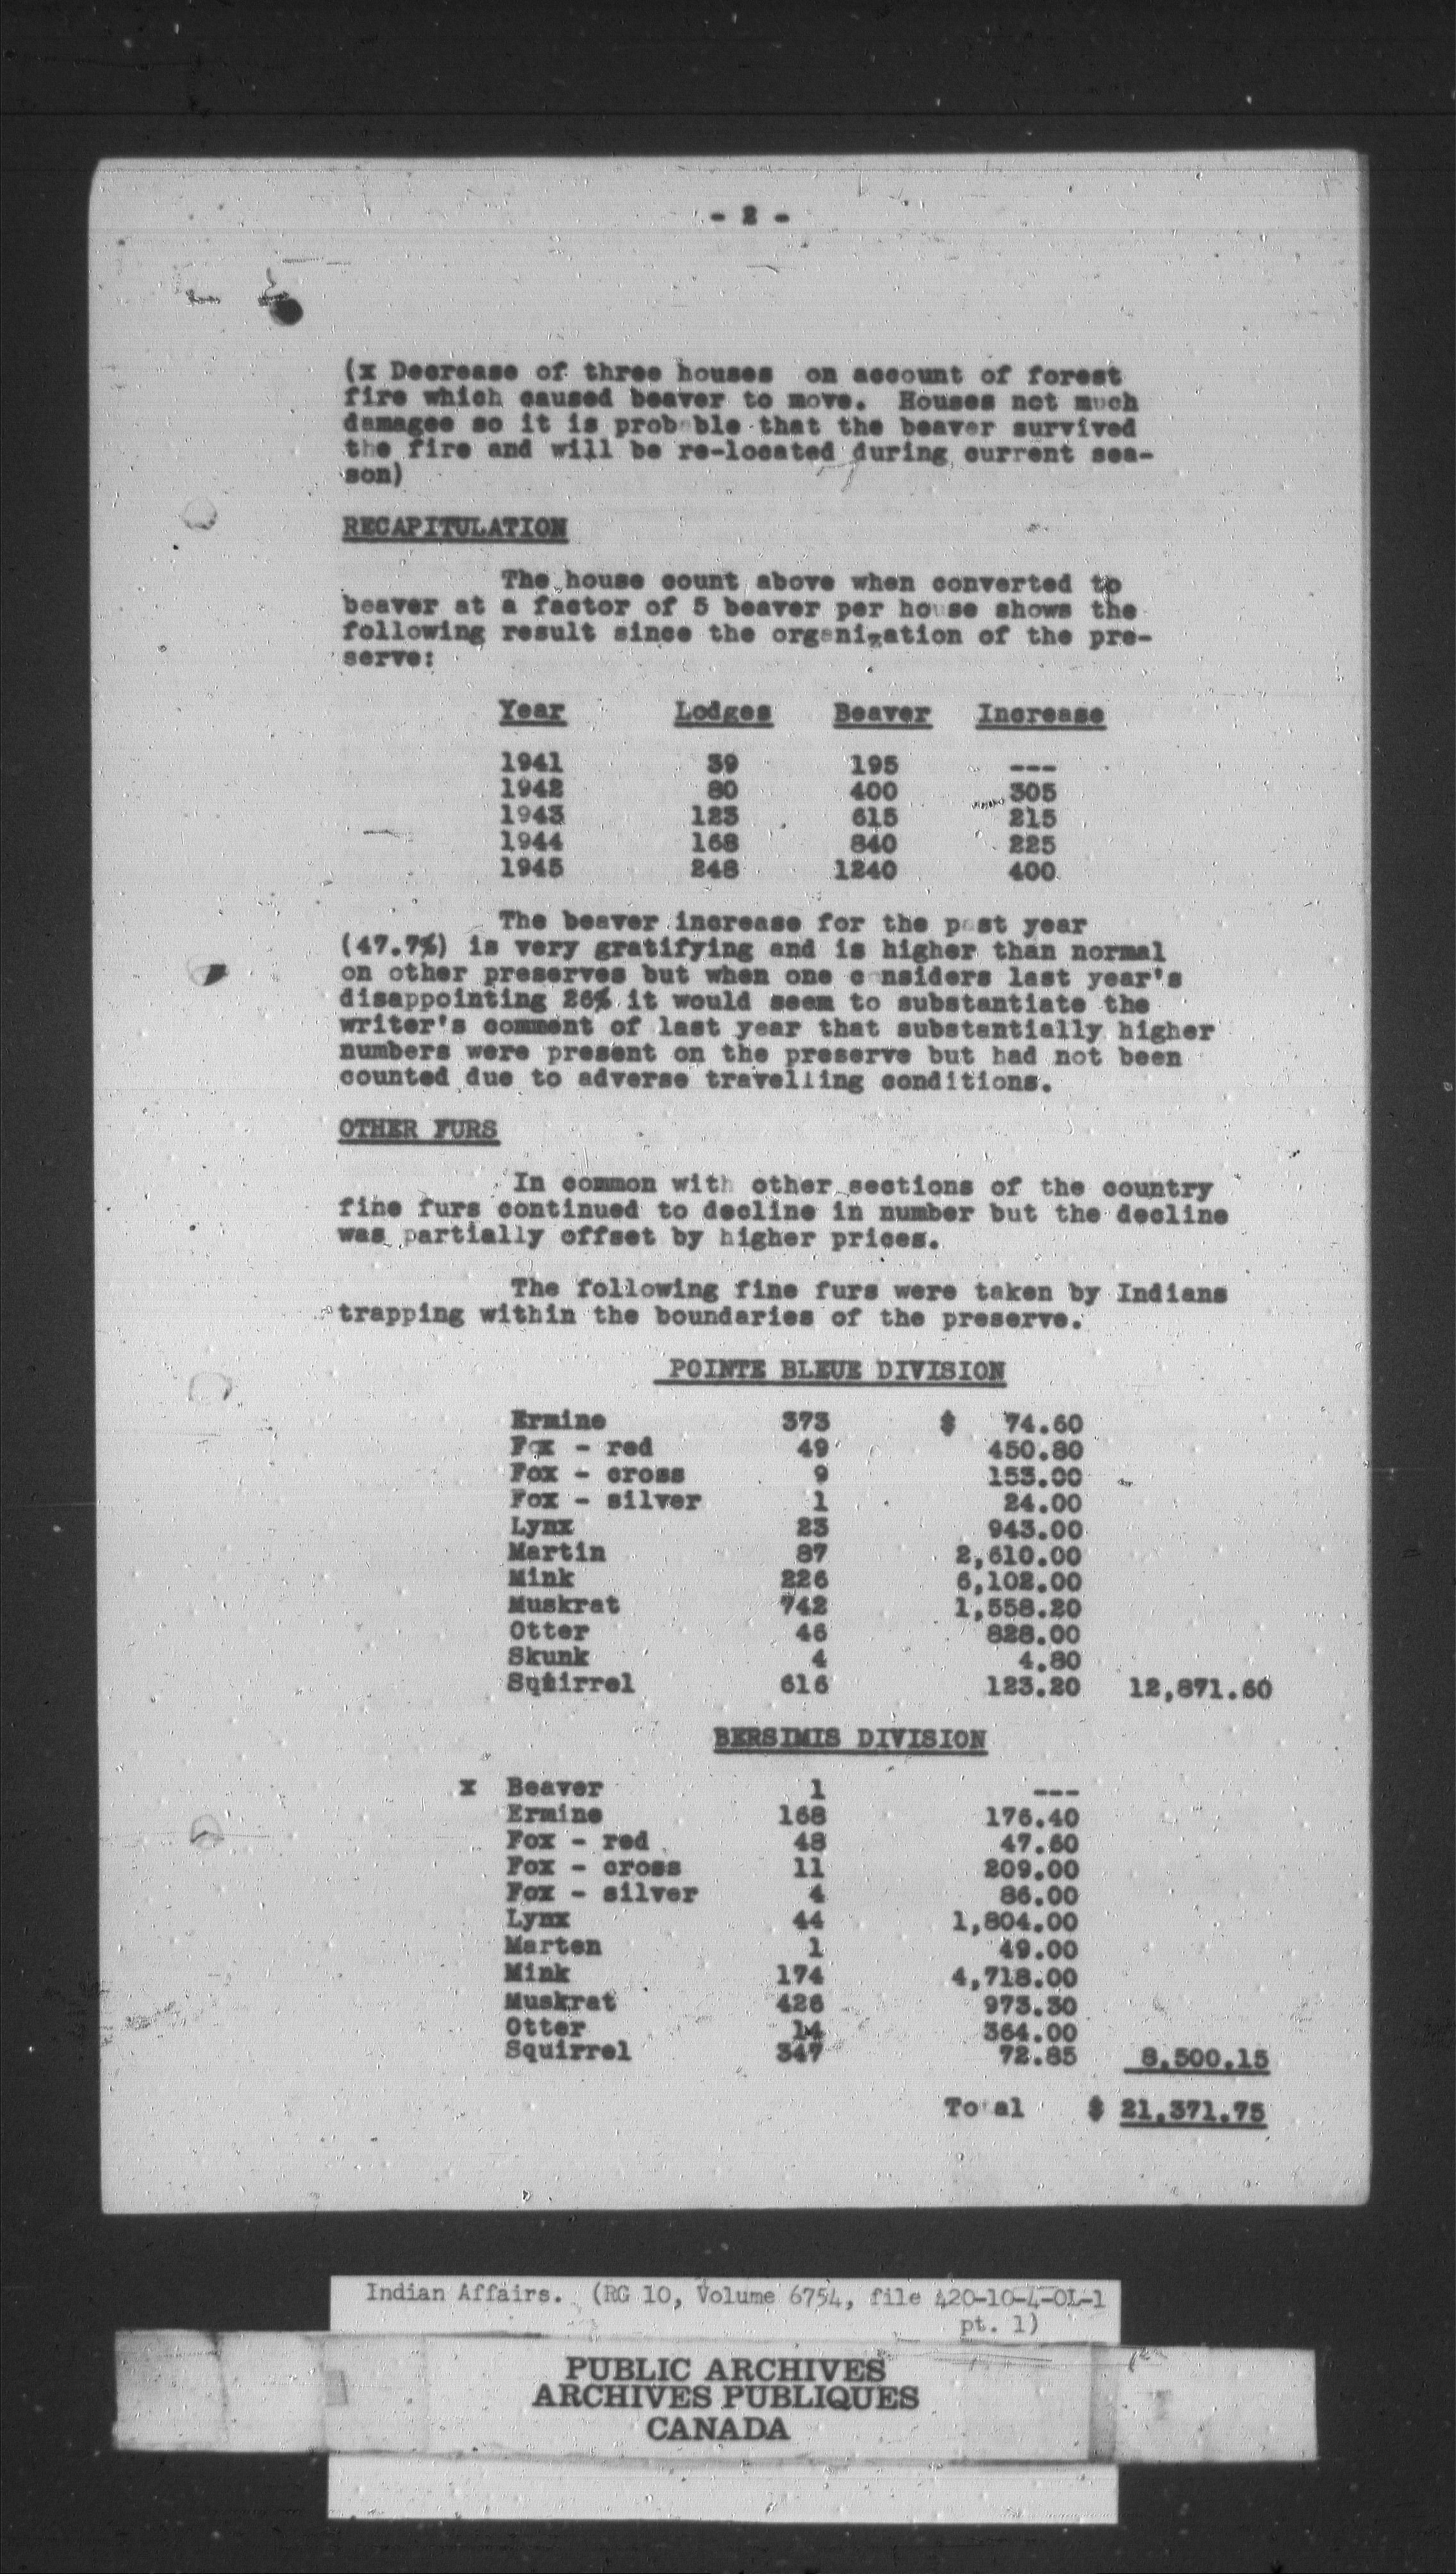 - 2 -
(x Decrease of three houses on account of forest
fire which caused beaver to move. Houses not much
damagee so it is probable that the beaver survived
the fire and will be re-located during current sea-
son)
RECAPITULATION
The house count above when converted to
beaver at a factor of 5 beaver per house shows the
following result since the organization of the pre-
serve:
Year Lodges Beaver Increase
1941 39 195 ---
1942 80 400 305
1943 123 615 215
1944 168 840 225
1945 248 1240 400
The beaver increase for the past year
(47.7%) is very gratifying and is higher than normal
on other preserves but when one considers last year's
disappointing 26% it would seem to substantiate the
writer's comment of last year that substantially higher
numbers were present on the preserve but had not been
counted due to adverse travelling conditions.
OTHER FURS
In common with other sections of the country
fine furs continued to decline in number but the decline
was partially offset by higher prices.
The following fine furs were taken by Indians
trapping within the boundaries of the preserve.
POINTE BLEUE DIVISION
Ermine 373 $ 74.60
Fox - red 49 450.80
Fox - cross 9 153.00
Fox - silver 1 24.00
Lynx 23 943.00
Martin 87 2,610.00
Mink 226 6,102.00
Muskrat 742 1,558.20
Otter 46 828.00
Skunk 4 4.80
Squirrel 616 123.20 12,871.60
BERSIMIS DIVISION
x Beaver 1 ---
Ermine 168 176.40
Fox - red 48 47.60
Fox - cross 11 209.00
Fox - silver 4 86.00
Lynx 44 1,804.00
Marten 1 49.00
Mink 174 4,718.00
Muskrat 426 973.30
Otter 14 364.00
Squirrel 347 72.85 8,500.15
Total $ 21,371.75
Indian Affairs. (RG 10, Volume 6754, file 420-10-4-OL-1
pt. 1)
PUBLIC ARCHIVES
ARCHIVES PUBLIQUES
CANADA